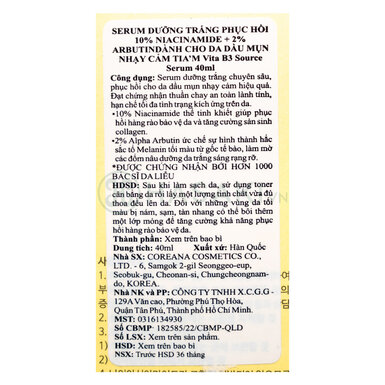 SERUM DƯỠNG TRẮNG PHỤC HỒI
10% NIACINAMIDE + 2%
ARBUTINDÀNH CHO DA DẦU MỤN
NHẠY CẢM TIA'M Vita B3 Source
Serum 40ml
Công dụng: Serum dưỡng trắng chuyên sâu,
phục hồi cho da dầu mụn, nhạy cảm hiệu quả.
Đạt chứng nhận thuần chay an toàn lành tính,
hạn chế tối đa tình trạng kích ứng trên da.
•10% Niacinamide thế tinh khiết giúp phục
hồi hàng rào bảo vệ da và tăng cường sản sinh
collagen.
•2% Alpha Arbutin ức chế sự hình thành hắc
sắc tố Melanin tối màu từ gốc tế bào, làm mờ
các đốm nâu dưỡng da trắng sáng rạng rỡ.
*ĐƯỢC CHỨNG NHẬN BỞI HƠN 1000
BÁC SĨ DA LIỄU
HDSD: Sau khi làm sạch da, sử dụng toner
cân bằng da rồi lấy một lượng tinh chất vừa đủ
thoa đều lên da. Đối với những vùng da tối
màu bị nám, sạm, tàn nhang có thể bôi thêm
một lớp mỏng để tăng cường khả năng bảo vệ
da.
Thành phần: Xem trên bao bì
Dung tích: 40ml Xuất xứ: Hàn Quốc
Nhà SX: COREANA COSMETICS CO.,
LTD. - 6, Samgok 2-gil Seonggeo-eup,
Seobuk-gu, Cheonan-si, Chungcheongnam-
do, KOREA.
Nhà NK và PP: CÔNG TY TNHH X.C.G.G -
129A Văn cao, Phường Phú Thọ Hòa,
Quận Tân Phú, Thành phố Hồ Chí Minh.
MST: 0316134930
Số CBMP: 182585/22/CBMP-QLD
Số LSX: Xem trên sản phẩm.
HSD: Xem trên bao bì
NSX: Trước HSD 36 tháng